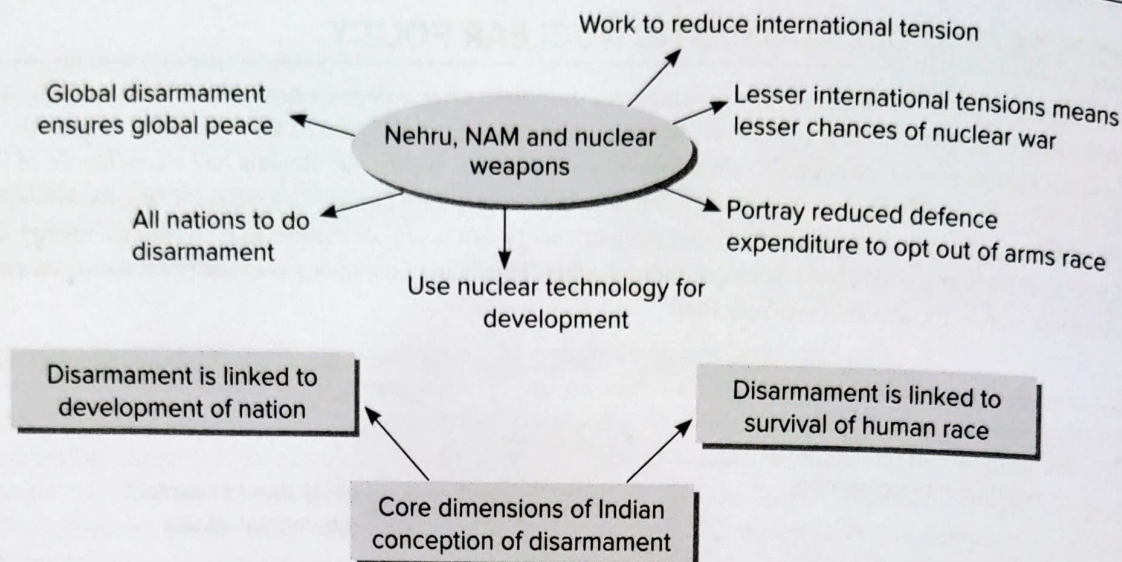 Work to reduce international tension
Global disarmament
ensures global peace
Nehru, NAM and nuclear
weapons
Lesser international tensions means
lesser chances of nuclear war
All nations to do
disarmament
Portray reduced defence
expenditure to opt out of arms race
Use nuclear technology for
development
Disarmament is linked to
development of nation
Disarmament is linked to
survival of human race
Core dimensions of Indian
conception of disarmament